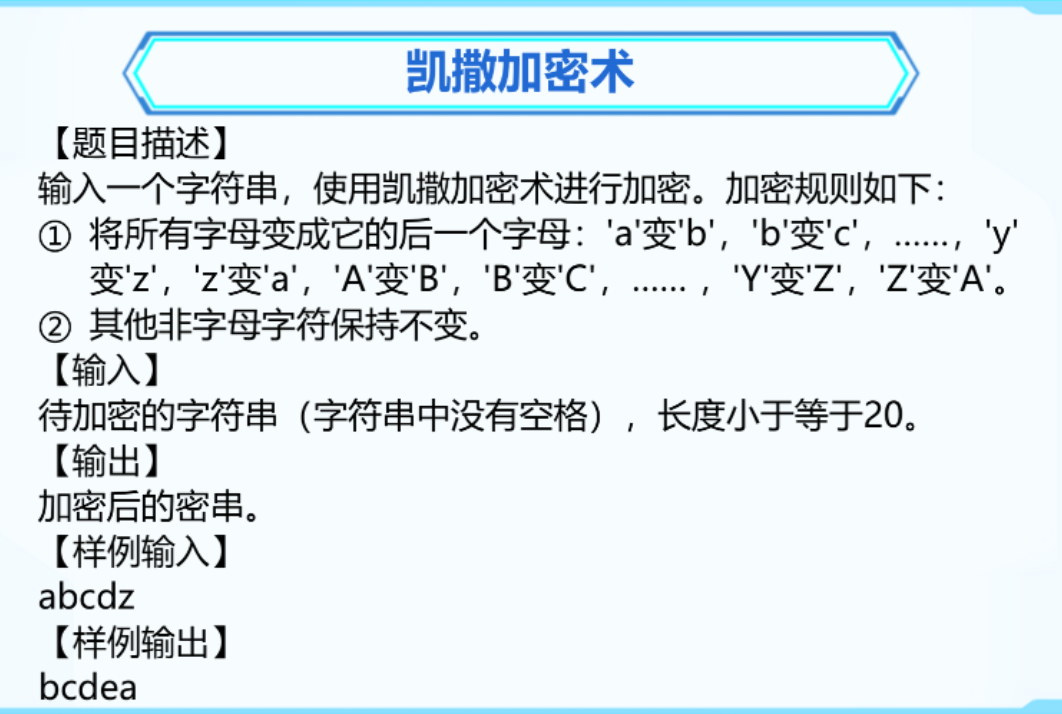 凯撒加密术
【题目描述】
输入一个字符串，使用凯撒加密术进行加密。加密规则如下：
① 将所有字母变成它的后一个字母：'a'变'b'，'b'变'c'，……，'y'
变'z'，'z'变'a'，'A'变'B'，'B'变'C'，…… ，'Y'变'Z'，'Z'变'A'。
② 其他非字母字符保持不变。
【输入】
待加密的字符串（字符串中没有空格），长度小于等于20。
【输出】
加密后的密串。
【样例输入】
abcdz
【样例输出】
bcdea